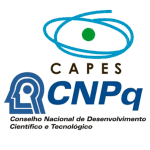 CAPES
CNPq
Conselho Nacional de Desenvolvimento
Científico e Tecnológico